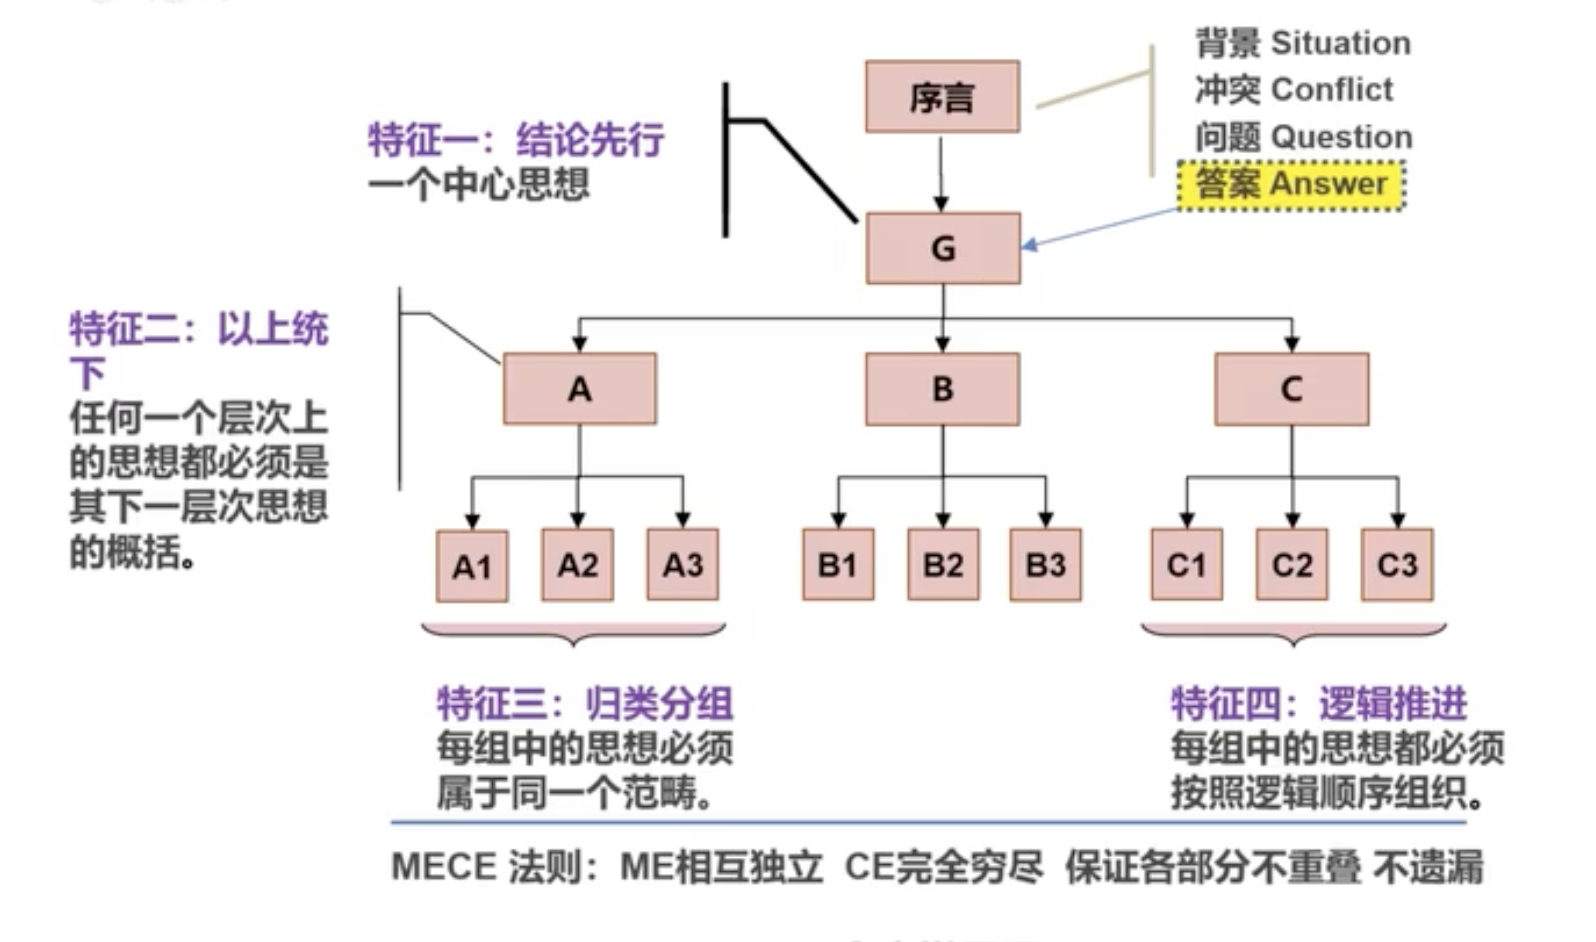 背景 Situation
冲突 Conflict
问题 Question
答案 Answer
序言
特征一：结论先行
一个中心思想
G
特征二：以上统
下
任何一个层次上
的思想都必须是
其下一层次思想
的概括。
A
B
C
A1
A2
A3
B1
B2
B3
C1
C2
C3
特征三：归类分组
每组中的思想必须
属于同一个范畴。
特征四：逻辑推进
每组中的思想都必须
按照逻辑顺序组织。
MECE 法则：ME相互独立 CE完全穷尽 保证各部分不重叠 不遗漏